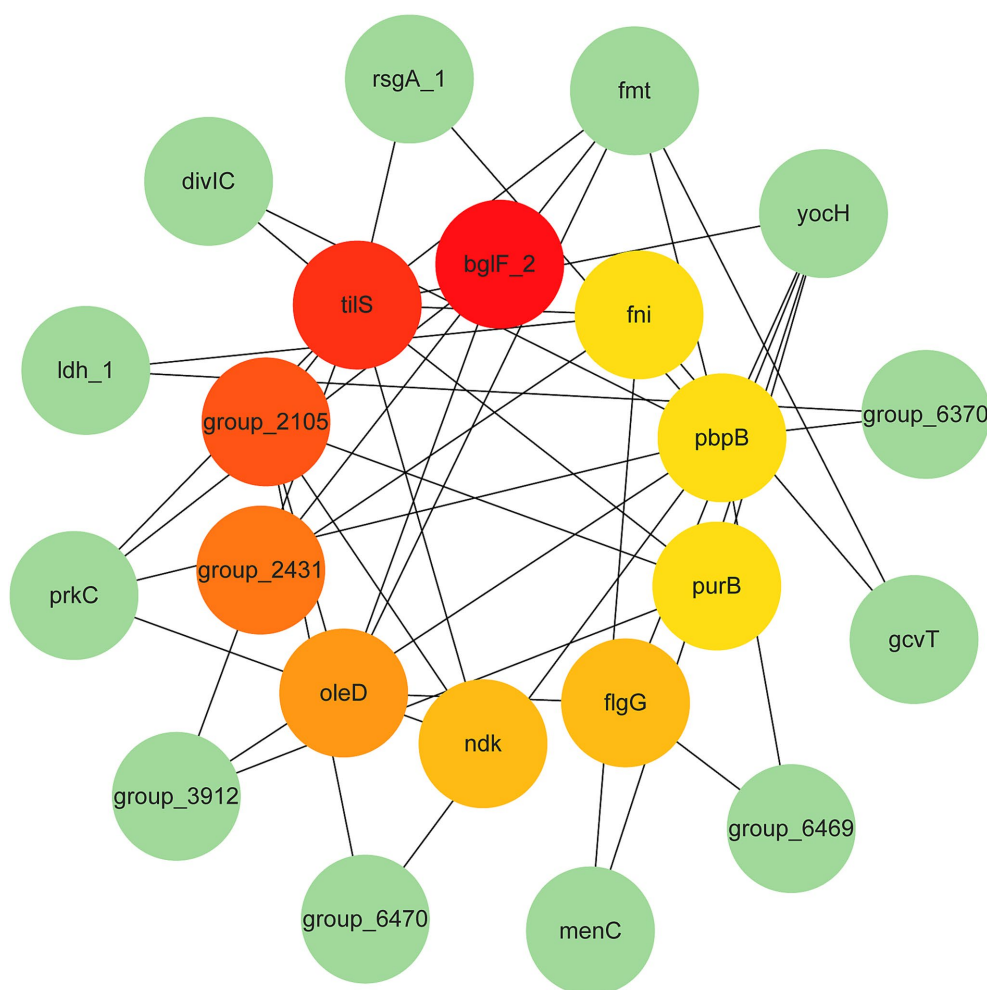 rsgA_1
fmt
divIC
yocH
bglF_2
tilS
fni
ldh_1
group_2105
group_6370
pbpB
group_2431
purB
prkC
gcvT
oleD
flgG
ndk
group_3912
group_6469
group_6470
menC